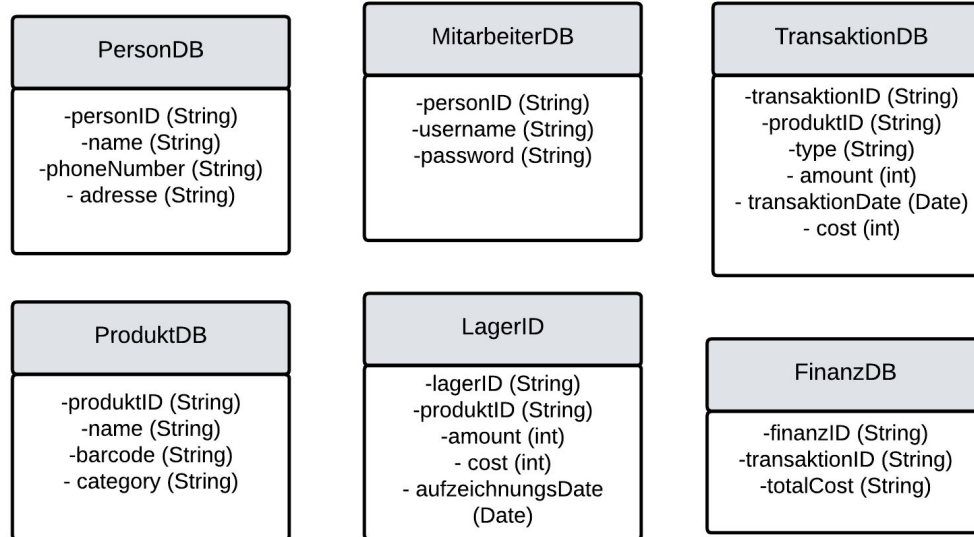 PersonDB
-personID (String)
-name (String)
-phoneNumber (String)
- adresse (String)
MitarbeiterDB
-personID (String)
-username (String)
-password (String)
TransaktionDB
-transaktionID (String)
-produktID (String)
-type (String)
- amount (int)
- transaktionDate (Date)
- cost (int)
ProduktDB
-produktID (String)
-name (String)
-barcode (String)
- category (String)
LagerID
-lagerID (String)
-produktID (String)
-amount (int)
- cost (int)
- aufzeichnungsDate
(Date)
FinanzDB
-finanzID (String)
-transaktionID (String)
-totalCost (String)